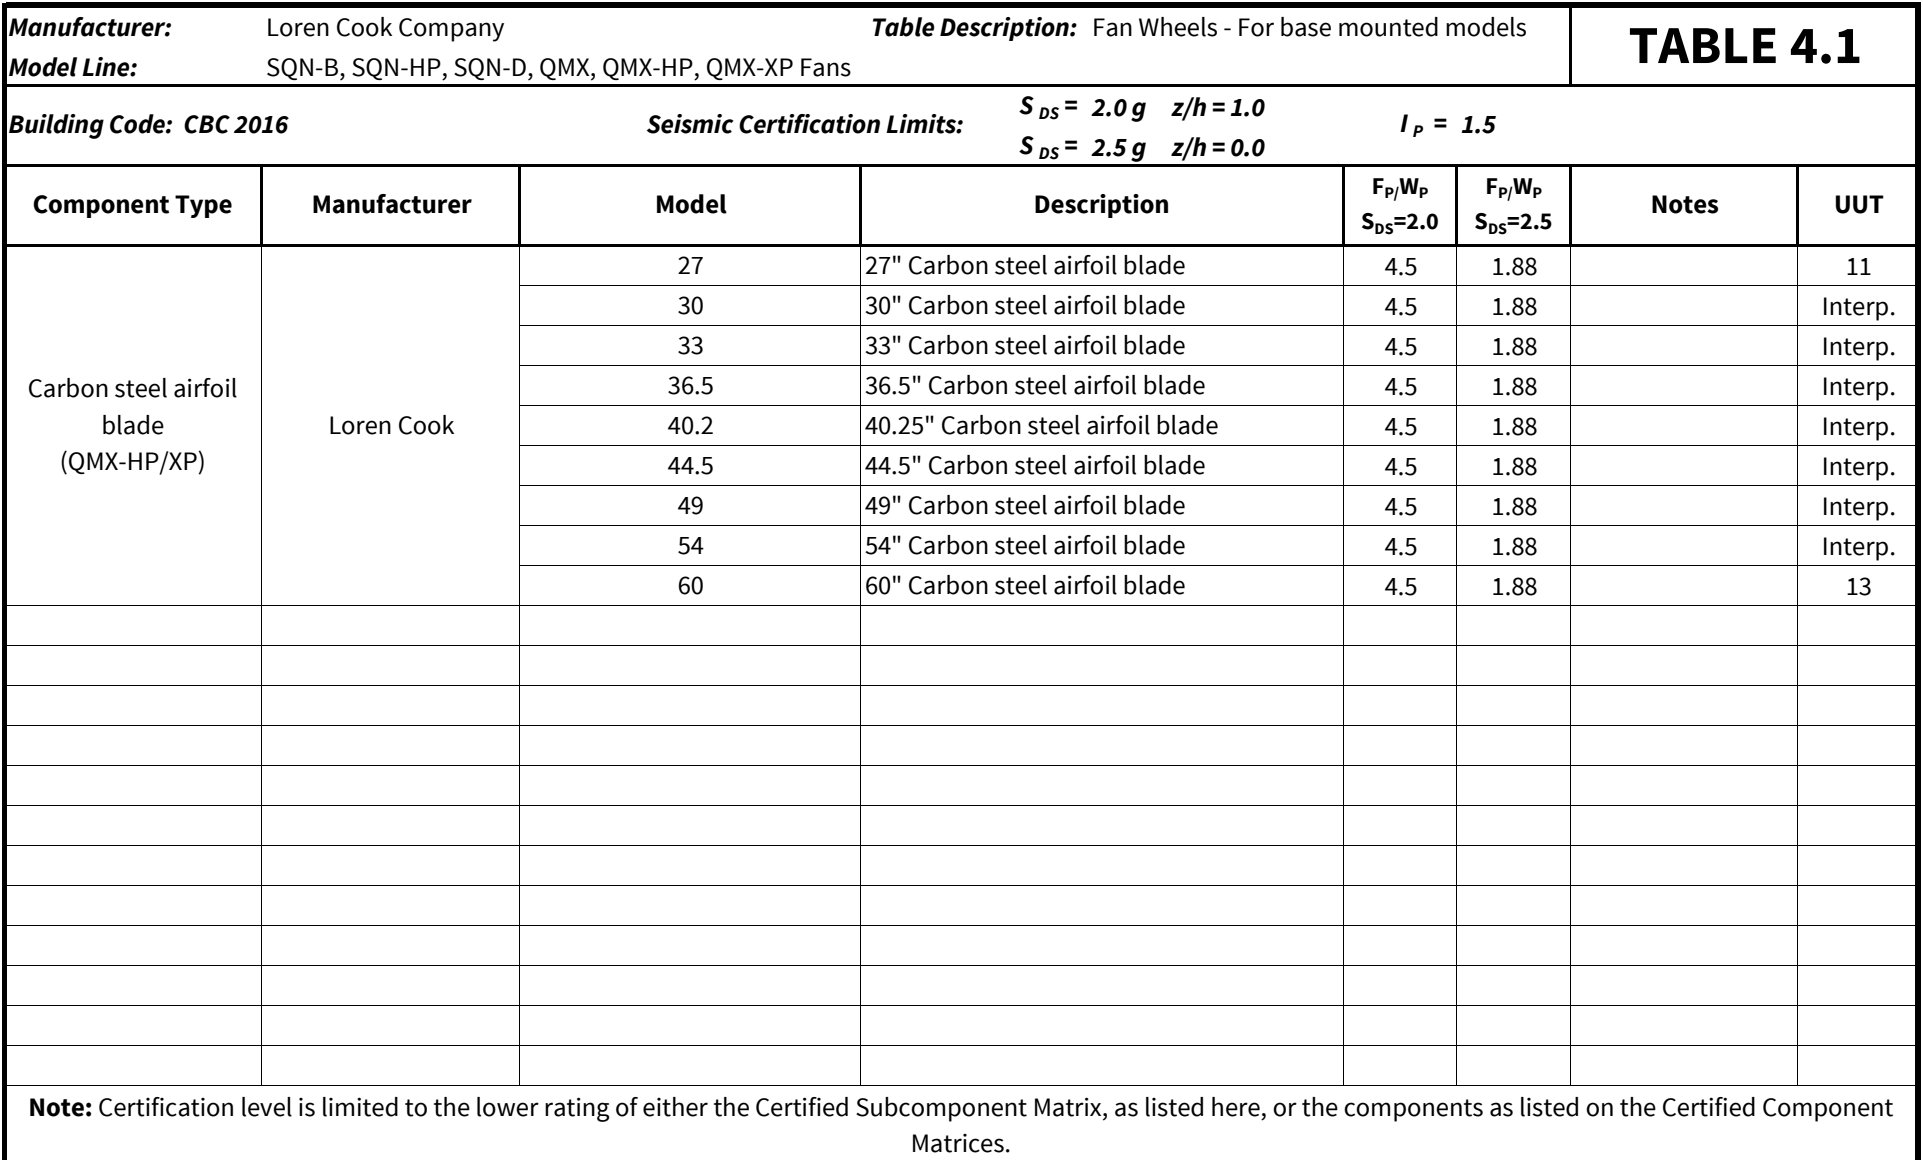 Manufacturer: Loren Cook Company Table Description: Fan Wheels - For base mounted models
TABLE 4.1
Model Line: SQN-B, SQN-HP, SQN-D, QMX, QMX-HP, QMX-XP Fans
Building Code: CBC 2016 Seismic Certification Limits:
S DS = 2.0 g z/h = 1.0
S DS = 2.5 g z/h = 0.0
I P = 1.5
Component Type Manufacturer Model Description FP/WP SDS=2.0 FP/WP SDS=2.5 Notes UUT
Carbon steel airfoil
blade
(QMX-HP/XP)
Loren Cook
27 27" Carbon steel airfoil blade 4.5 1.88 11
30 30" Carbon steel airfoil blade 4.5 1.88 Interp.
33 33" Carbon steel airfoil blade 4.5 1.88 Interp.
36.5 36.5" Carbon steel airfoil blade 4.5 1.88 Interp.
40.2 40.25" Carbon steel airfoil blade 4.5 1.88 Interp.
44.5 44.5" Carbon steel airfoil blade 4.5 1.88 Interp.
49 49" Carbon steel airfoil blade 4.5 1.88 Interp.
54 54" Carbon steel airfoil blade 4.5 1.88 Interp.
60 60" Carbon steel airfoil blade 4.5 1.88 13
Note: Certification level is limited to the lower rating of either the Certified Subcomponent Matrix, as listed here, or the components as listed on the Certified Component
Matrices.